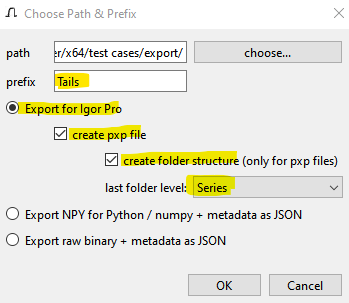 Choose Path & Prefix
path er/x64/test cases/export/ choose...
prefix Tails
Export for Igor Pro
create pxp file
create folder structure (only for pxp files)
last folder level: Series
Export NPY for Python / numpy + metadata as JSON
Export raw binary + metadata as JSON
OK Cancel